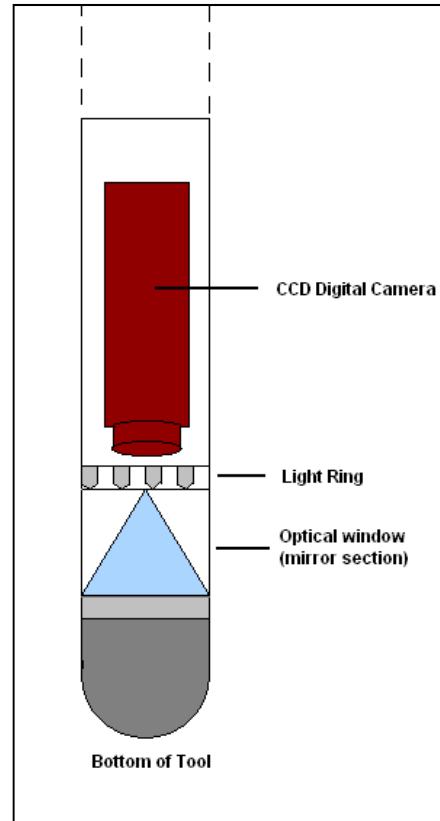 CCD Digital Camera
Light Ring
Optical window
(mirror section)
Bottom of Tool